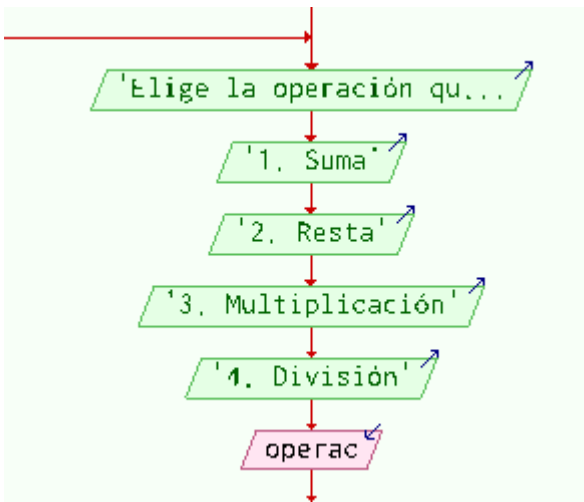 'Elige la operación qu...
'1. Suma'
'2. Resta'
'3. Multiplicación'
'4. División'
operac